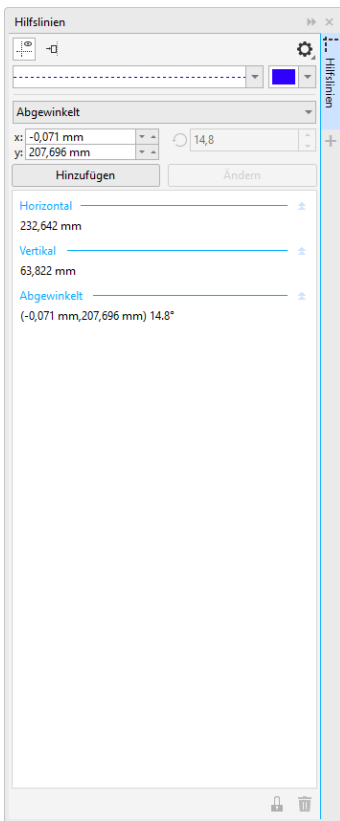 Hilfslinien
Hilfslinien
Abgewinkelt
x: -0,071 mm
14,8
y: 207,696 mm
Hinzufügen
Ändern
Horizontal
232,642 mm
Vertikal
63,822 mm
Abgewinkelt
(-0,071 mm,207,696 mm) 14.8°